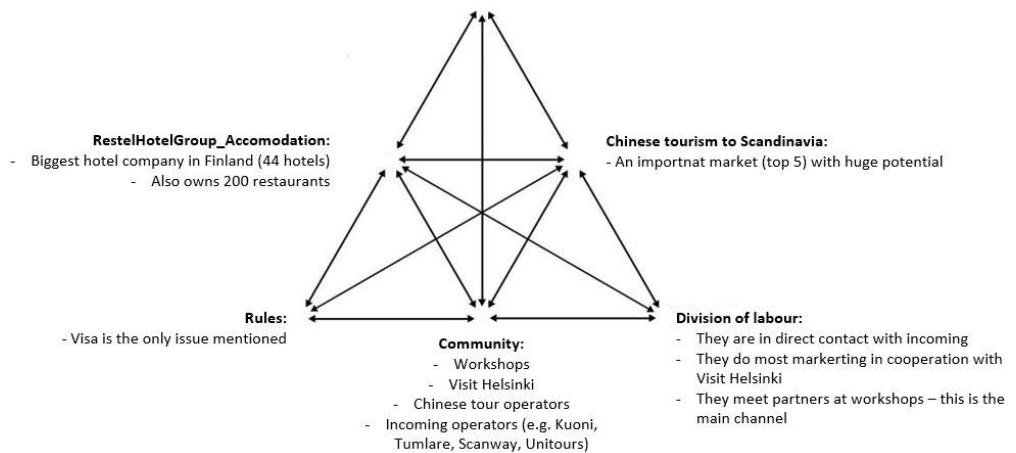 RestelHotelGroup_Accomodation:
- Biggest hotel company in Finland (44 hotels)
- Also owns 200 restaurants
Chinese tourism to Scandinavia:
- An importnat market (top 5) with huge potential
Rules:
- Visa is the only issue mentioned
Community:
- Workshops
- Visit Helsinki
- Chinese tour operators
- Incoming operators (e.g. Kuoni,
Tumlare, Scanway, Unitours)
Division of labour:
- They are in direct contact with incoming
- They do most markerting in cooperation with
Visit Helsinki
- They meet partners at workshops – this is the
main channel